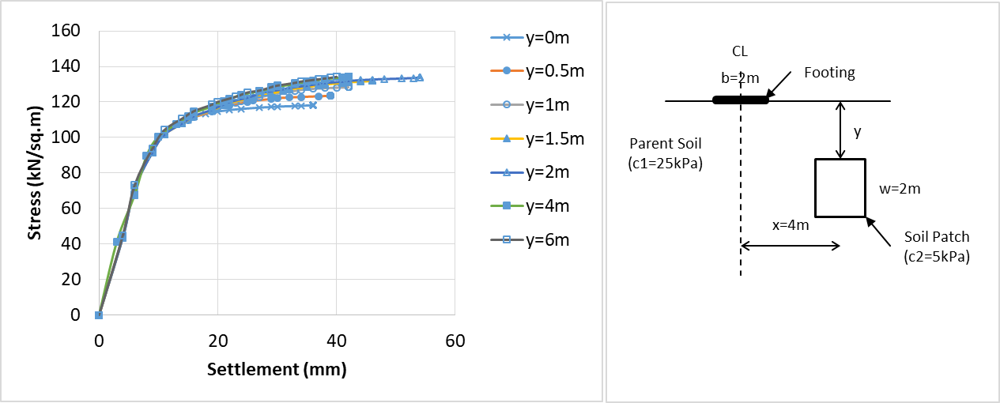 160
140
120
100
80
60
40
20
0
0 20 40 60
Stress (kN/sq.m)
Settlement (mm)
y=0m
y=0.5m
y=1m
y=1.5m
y=2m
y=4m
y=6m
CL
b=2m
Footing
y
Parent Soil
(c1=25kPa)
w=2m
x=4m
Soil Patch
(c2=5kPa)